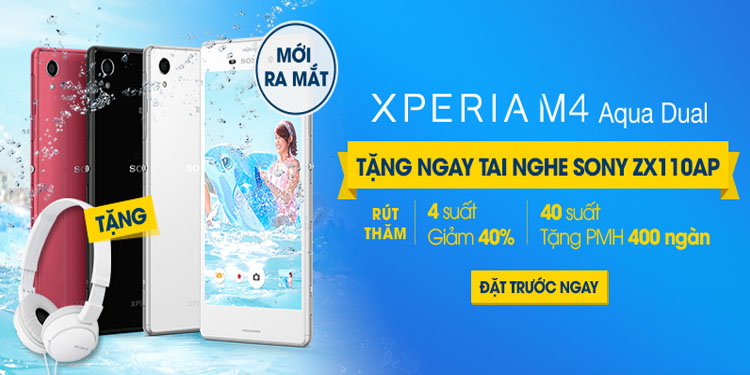 MỚI
RA MẮT
XPERIA M4 Aqua Dual
TẶNG NGAY TAI NGHE SONY ZX110AP
TẶNG
RÚT
THĂM
4 suất
Giảm 40%
40 suất
Tặng PMH 400 ngàn
ĐẶT TRƯỚC NGAY
SONY